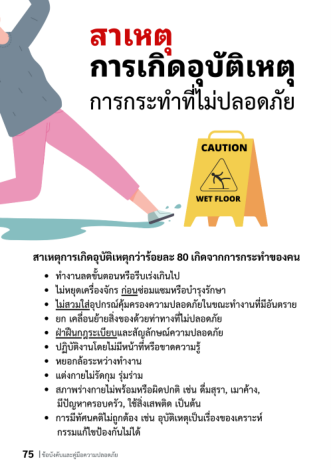 สาเหตุ
การเกิดอุบัติเหตุ
การกระทำที่ไม่ปลอดภัย
CAUTION
WET FLOOR
สาเหตุการเกิดอุบัติเหตุกว่าร้อยละ 80 เกิดจากการกระทำของคน
• ทำงานลดขั้นตอนหรือรีบเร่งเกินไป
• ไม่หยุดเครื่องจักร ก่อนซ่อมแซมหรือบำรุงรักษา
• ไม่สวมใส่อุปกรณ์คุ้มครองความปลอดภัยในขณะทำงานที่มีอันตราย
• ยก เคลื่อนย้ายสิ่งของด้วยท่าทางที่ไม่ปลอดภัย
• ฝ่าฝืนกฎระเบียบและสัญลักษณ์ความปลอดภัย
• ปฏิบัติงานโดยไม่มีหน้าที่หรือขาดความรู้
• หยอกล้อระหว่างทำงาน
• แต่งกายไม่รัดกุม รุ่มร่าม
• สภาพร่างกายไม่พร้อมหรือผิดปกติ เช่น ดื่มสุรา, เมาค้าง,
มีปัญหาครอบครัว, ใช้สิ่งเสพติด เป็นต้น
• การมีทัศนคติไม่ถูกต้อง เช่น อุบัติเหตุเป็นเรื่องของเคราะห์
กรรมแก้ไขป้องกันไม่ได้
75 | ข้อบังคับและคู่มือความปลอดภัย